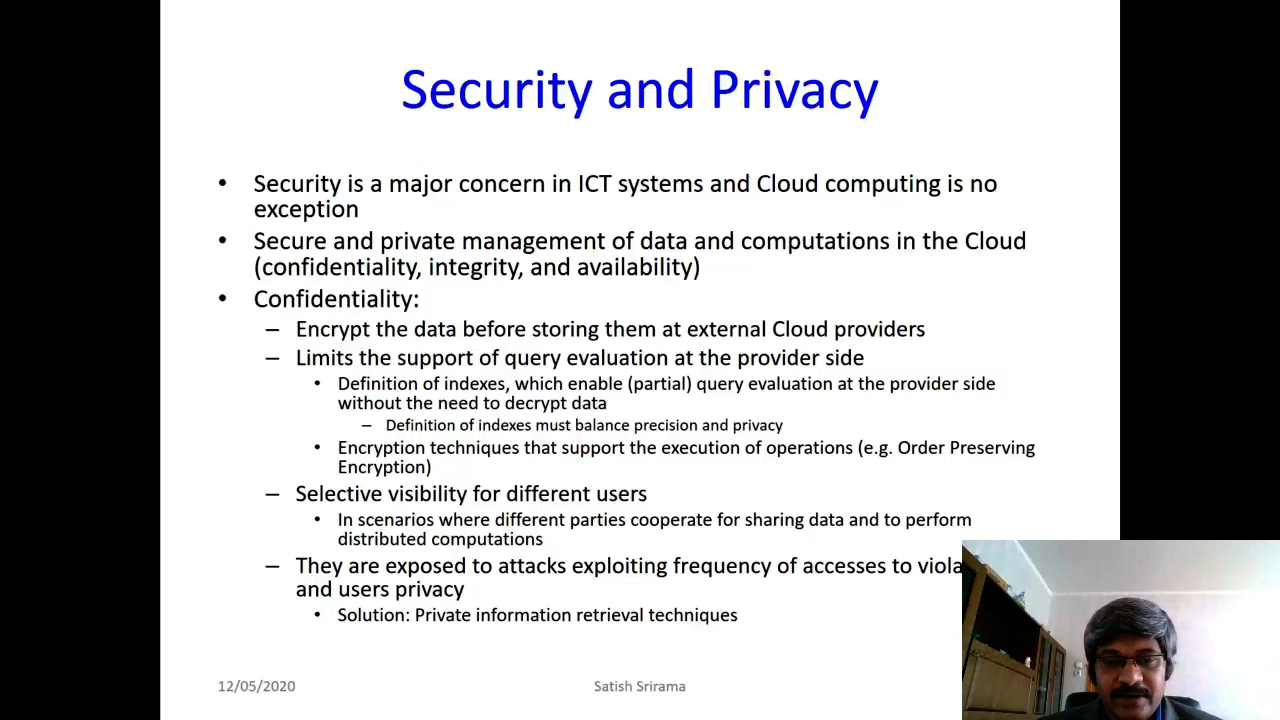 Security and Privacy
• Security is a major concern in ICT systems and Cloud computing is no
exception
• Secure and private management of data and computations in the Cloud
(confidentiality, integrity, and availability)
• Confidentiality:
– Encrypt the data before storing them at external Cloud providers
– Limits the support of query evaluation at the provider side
• Definition of indexes, which enable (partial) query evaluation at the provider side
without the need to decrypt data
– Definition of indexes must balance precision and privacy
• Encryption techniques that support the execution of operations (e.g. Order Preserving
Encryption)
– Selective visibility for different users
• In scenarios where different parties cooperate for sharing data and to perform
distributed computations
– They are exposed to attacks exploiting frequency of accesses to
and users privacy
• Solution: Private information retrieval techniques
12/05/2020
Satish Srirama